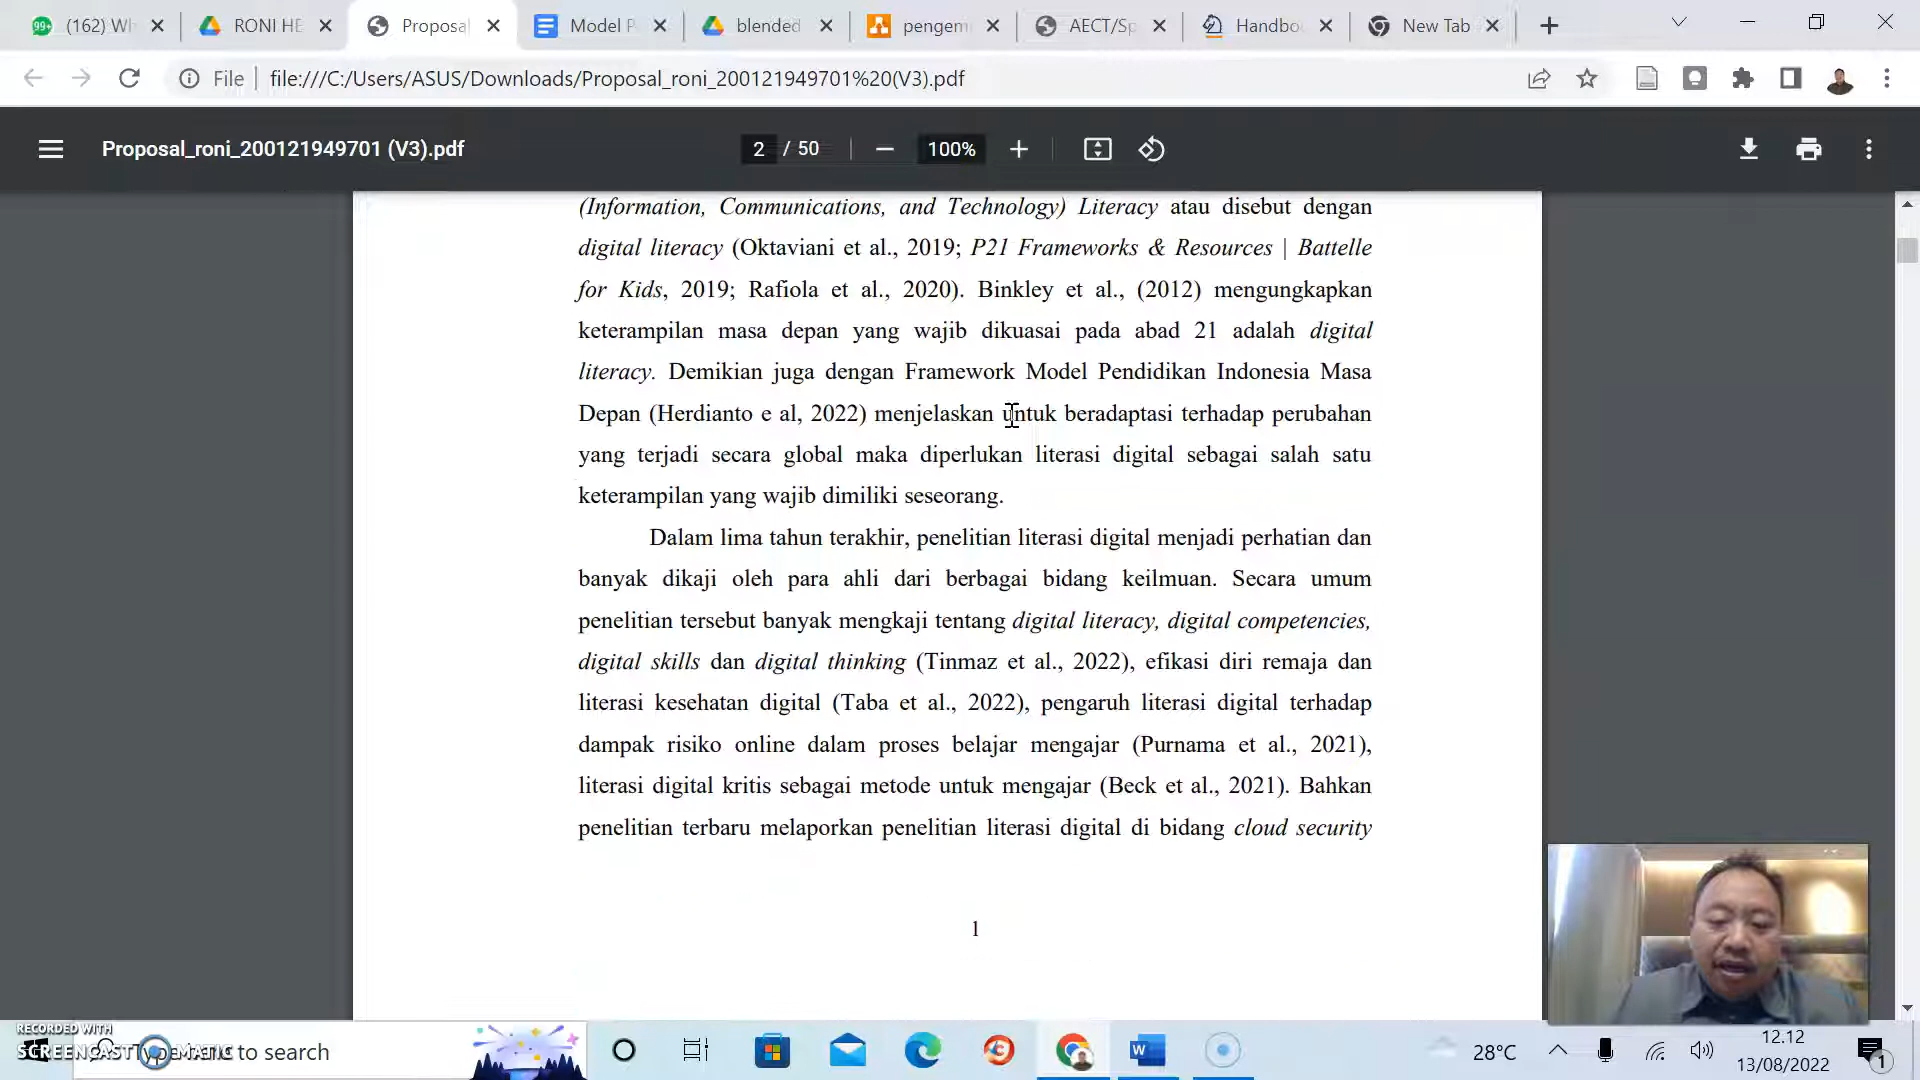 (162) Wh
RONI HE
Proposal
Model P
blended
pengem
AECT/Sp
Handbo
New Tab
File
file:///C:/Users/ASUS/Downloads/Proposal_roni_200121949701%20(V3).pdf
Proposal_roni_200121949701 (V3).pdf
2 / 50
100%
(Information, Communications, and Technology) Literacy atau disebut dengan
digital literacy (Oktaviani et al., 2019; P21 Frameworks & Resources | Battelle
for Kids, 2019; Rafiola et al., 2020). Binkley et al., (2012) mengungkapkan
keterampilan masa depan yang wajib dikuasai pada abad 21 adalah digital
literacy. Demikian juga dengan Framework Model Pendidikan Indonesia Masa
Depan (Herdianto e al, 2022) menjelaskan untuk beradaptasi terhadap perubahan
yang terjadi secara global maka diperlukan literasi digital sebagai salah satu
keterampilan yang wajib dimiliki seseorang.
Dalam lima tahun terakhir, penelitian literasi digital menjadi perhatian dan
banyak dikaji oleh para ahli dari berbagai bidang keilmuan. Secara umum
penelitian tersebut banyak mengkaji tentang digital literacy, digital competencies,
digital skills dan digital thinking (Tinmaz et al., 2022), efikasi diri remaja dan
literasi kesehatan digital (Taba et al., 2022), pengaruh literasi digital terhadap
dampak risiko online dalam proses belajar mengajar (Purnama et al., 2021),
literasi digital kritis sebagai metode untuk mengajar (Beck et al., 2021). Bahkan
penelitian terbaru melaporkan penelitian literasi digital di bidang cloud security
1
RECORDED WITH
SCREENCAST MATIC
Type here to search
28°C
12.12
13/08/2022
1